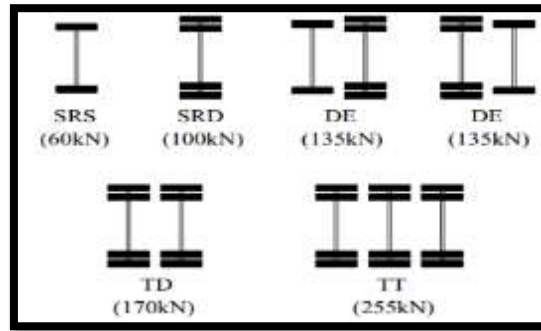 SRS SRD DE DE
(60kN) (100kN) (135kN) (135kN)
TD TT
(170kN) (255kN)